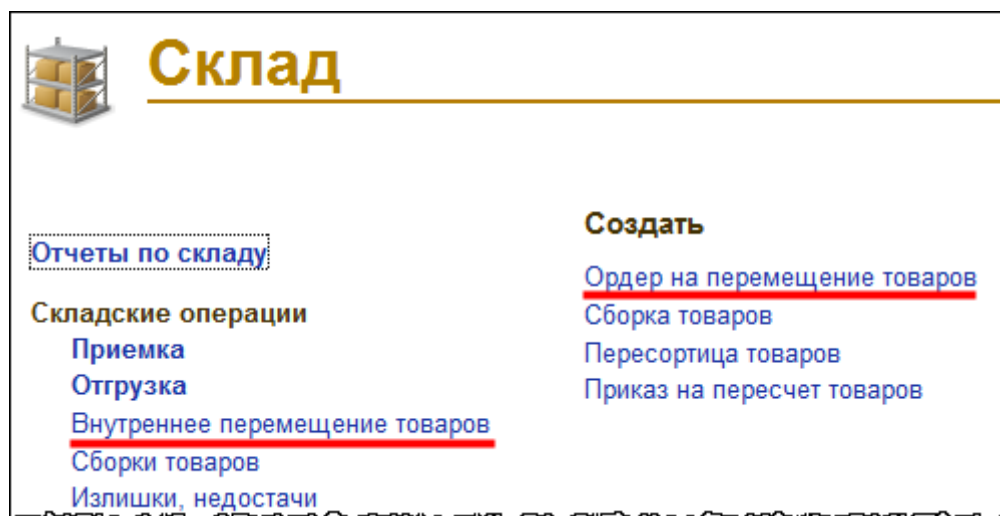 Склад
Отчеты по складу
Складские операции
Приемка
Отгрузка
Внутреннее перемещение товаров
Сборки товаров
Излишки, недостачи
Создать
Ордер на перемещение товаров
Сборка товаров
Пересортица товаров
Приказ на пересчет товаров